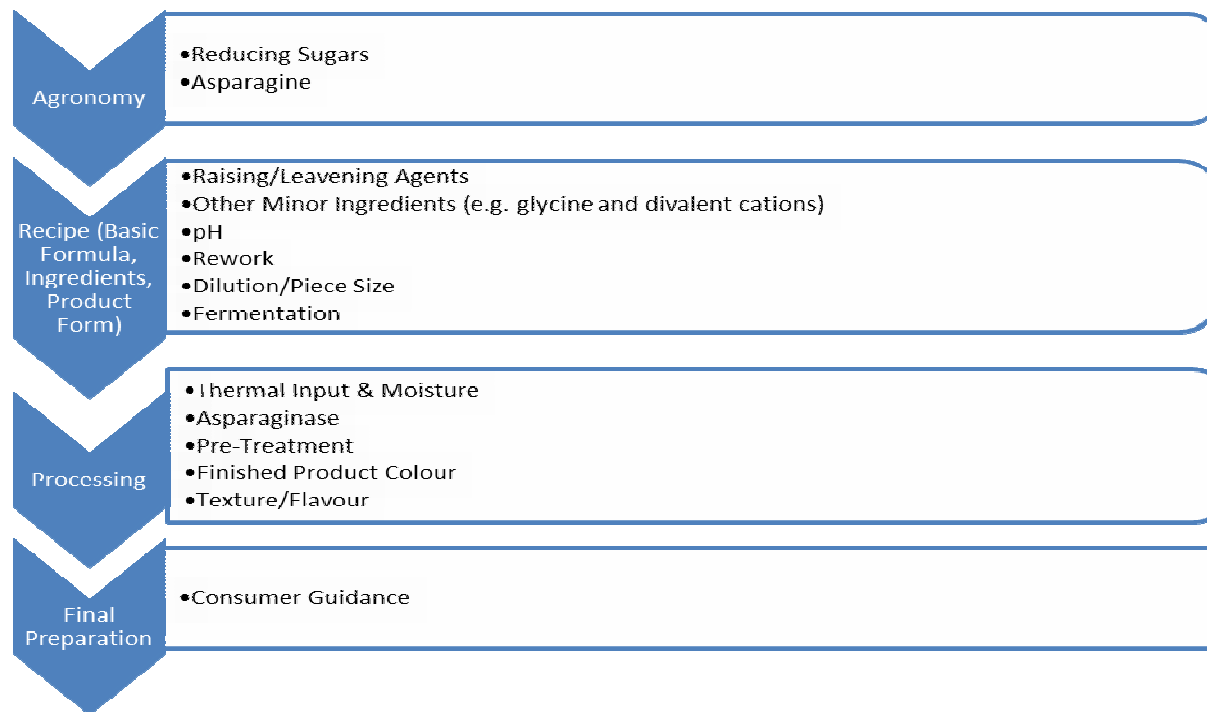 Agronomy
•Reducing Sugars
•Asparagine
Recipe (Basic
Formula,
Ingredients,
Product
Form)
•Raising/Leavening Agents
•Other Minor Ingredients (e.g. glycine and divalent cations)
•pH
•Rework
•Dilution/Piece Size
•Fermentation
Processing
•Thermal Input & Moisture
•Asparaginase
•Pre-Treatment
•Finished Product Colour
•Texture/Flavour
Final
Preparation
•Consumer Guidance